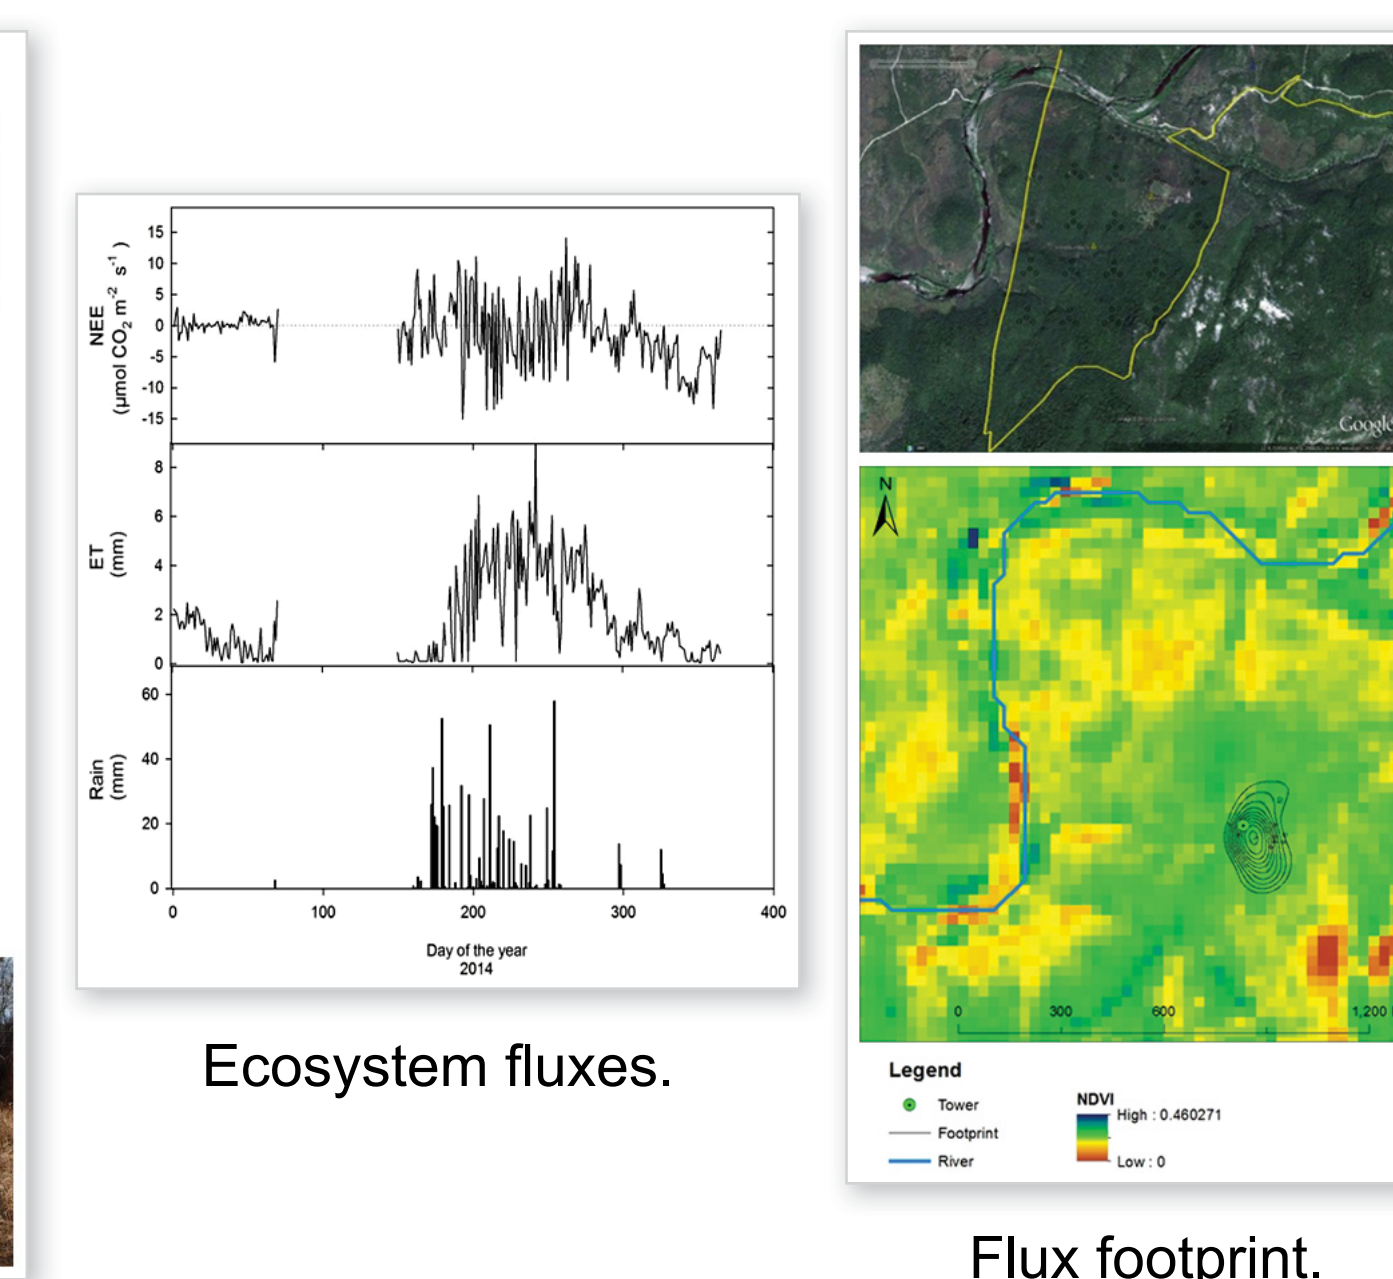 15
10
5
0
-5
-10
-15
NEE
(µmol CO2 m-2 s-1 )
8
6
4
2
0
ET
(mm)
60
40
20
0
Rain
(mm)
0 100 200 300 400
Day of the year
2014
Ecosystem fluxes.
Google
N
0 300 600 1,200
Legend
Tower
Footprint
River
NDVI
High : 0.460271
Low : 0
Flux footprint.